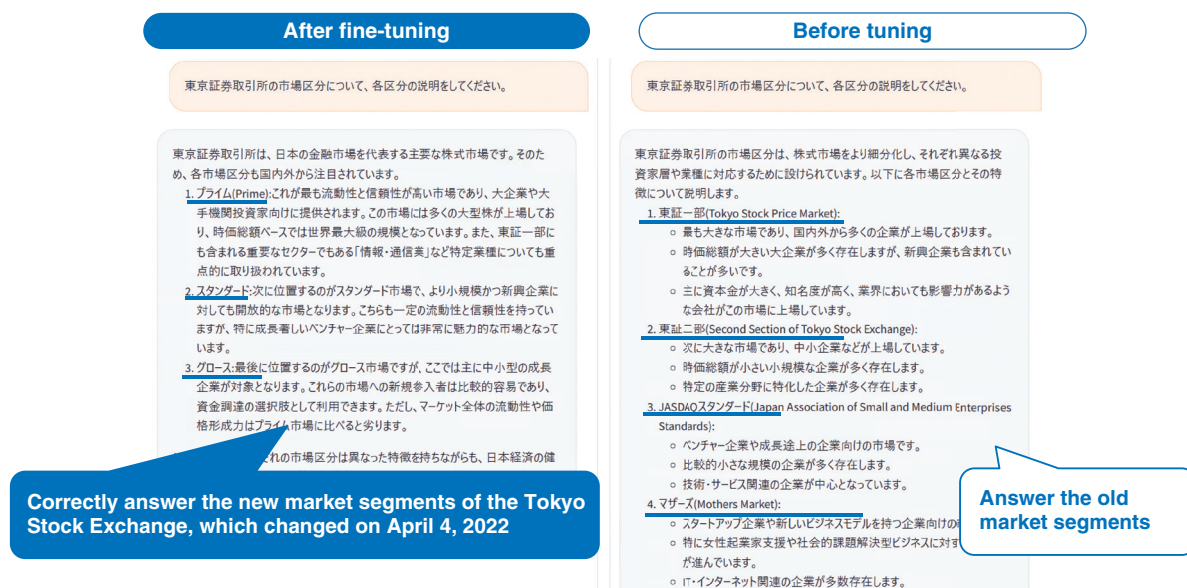 After fine-tuning
東京証券取引所の市場区分について、各区分の説明をしてください。
東京証券取引所は、日本の金融市場を代表する主要な株式市場です。そのた
め、各市場区分も国内外から注目されています。
1. プライム(Prime):これが最も流動性と信頼性が高い市場であり、大企業や大
手機関投資家向けに提供されます。この市場には多くの大型株が上場してお
り、時価総額ベースでは世界最大級の規模となっています。また、東証一部に
も含まれる重要なセクターでもある「情報・通信業」など特定業種についても重
点的に取り扱われています。
2. スタンダード:次に位置するのがスタンダード市場で、より小規模かつ新興企業に
対しても開放的な市場となります。こちらも一定の流動性と信頼性を持ってい
ますが、特に成長著しいベンチャー企業にとっては非常に魅力的な市場となって
います。
3. グロース:最後に位置するのがグロース市場ですが、ここでは主に中小型の成長
企業が対象となります。これらの市場への新規参入者は比較的容易であり、
資金調達の選択肢として利用できます。ただし、マーケット全体の流動性や価
格形成力はプライム市場に比べると劣ります。
れの市場区分は異なった特徴を持ちながらも、日本経済の健
Correctly answer the new market segments of the Tokyo
Stock Exchange, which changed on April 4, 2022
Before tuning
東京証券取引所の市場区分について、各区分の説明をしてください。
東京証券取引所の市場区分は、株式市場をより細分化し、それぞれ異なる投
資家層や業種に対応するために設けられています。以下に各市場区分とその特
徴について説明します。
1. 東証一部(Tokyo Stock Price Market):
○ 最も大きな市場であり、国内外から多くの企業が上場しております。
○ 時価総額が大きい大企業が多く存在しますが、新興企業も含まれてい
ることが多いです。
○ 主に資本金が大きく、知名度が高く、業界においても影響力があるよう
な会社がこの市場に上場しています。
2. 東証二部(Second Section of Tokyo Stock Exchange):
○ 次に大きな市場であり、中小企業などが上場しています。
○ 時価総額が小さい小規模な企業が多く存在します。
○ 特定の産業分野に特化した企業が多く存在します。
3. JASDAQスタンダード(Japan Association of Small and Medium Enterprises
Standards):
○ ベンチャー企業や成長途上の企業向けの市場です。
○ 比較的小さな規模の企業が多く存在します。
○ 技術・サービス関連の企業が中心となっています。
4. マザーズ(Mothers Market):
○ スタートアップ企業や新しいビジネスモデルを持つ企業向けの
○ 特に女性起業家支援や社会的課題解決型ビジネスに対す
が進んでいます。
○ IT・インターネット関連の企業が多数存在します。
Answer the old
market segments